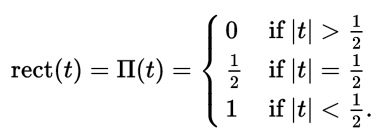 rect(t) = Π(t) = { 0 if |t| > 1/2
1/2 if |t| = 1/2
1 if |t| < 1/2.